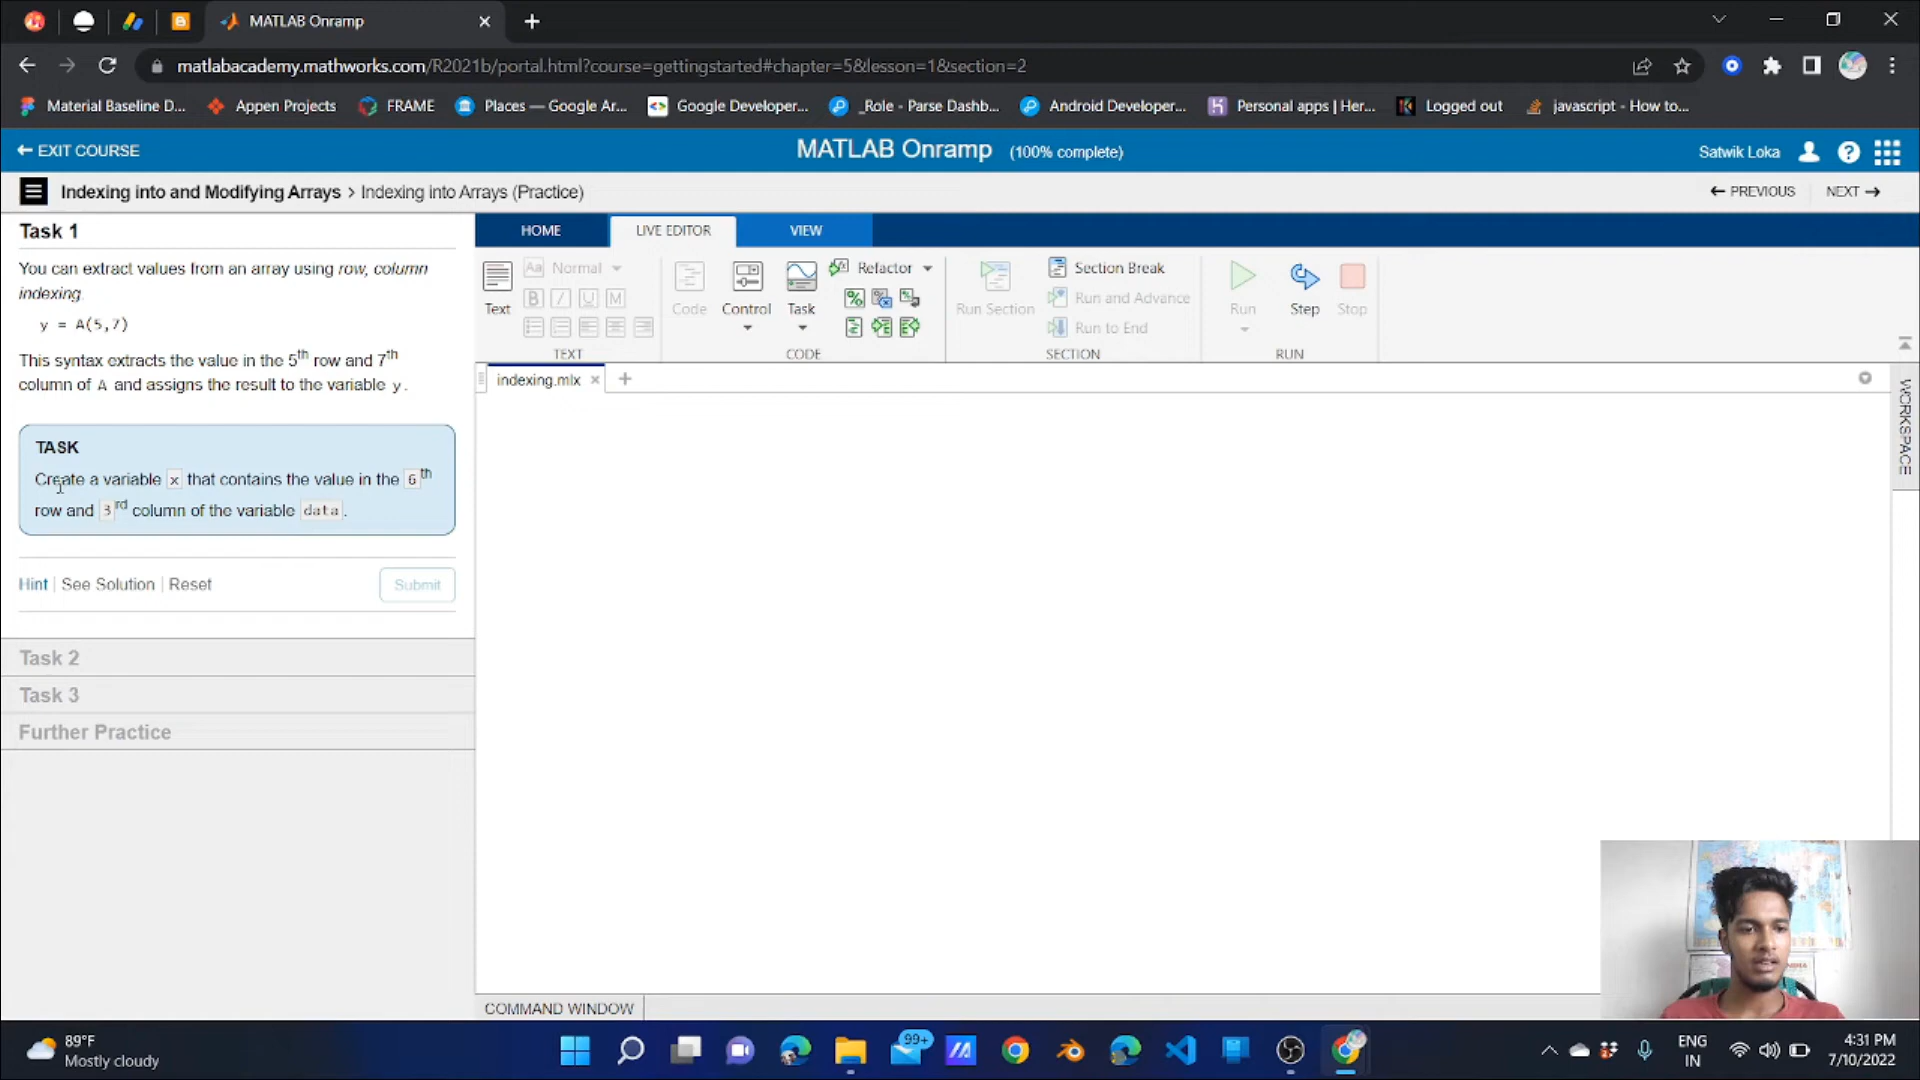 MATLAB Onramp
matlabacademy.mathworks.com/R2021b/portal.html?course=gettingstarted#chapter=5&lesson=1&section=2
Material Baseline D... Appen Projects FRAME Places — Google Ar... Google Developer... _Role - Parse Dashb... Android Developer... Personal apps | Her... Logged out javascript - How to...
EXIT COURSE MATLAB Onramp (100% complete) Satwik Loka
Indexing into and Modifying Arrays > Indexing into Arrays (Practice) PREVIOUS NEXT
Task 1
You can extract values from an array using row, column
indexing.
y = A(5,7)
This syntax extracts the value in the 5th row and 7th
column of A and assigns the result to the variable y.
TASK
Create a variable x that contains the value in the 6th
row and 3rd column of the variable data.
Hint | See Solution | Reset Submit
Task 2
Task 3
Further Practice
HOME LIVE EDITOR VIEW
Text Aa Normal B I U M
TEXT
Code Control Task Refactor
CODE
Run Section Section Break
Run and Advance
Run to End
SECTION
Run Step Stop
RUN
indexing.mlx
WORKSPACE
COMMAND WINDOW
89°F
Mostly cloudy
99+
ENG
IN
4:31 PM
7/10/2022